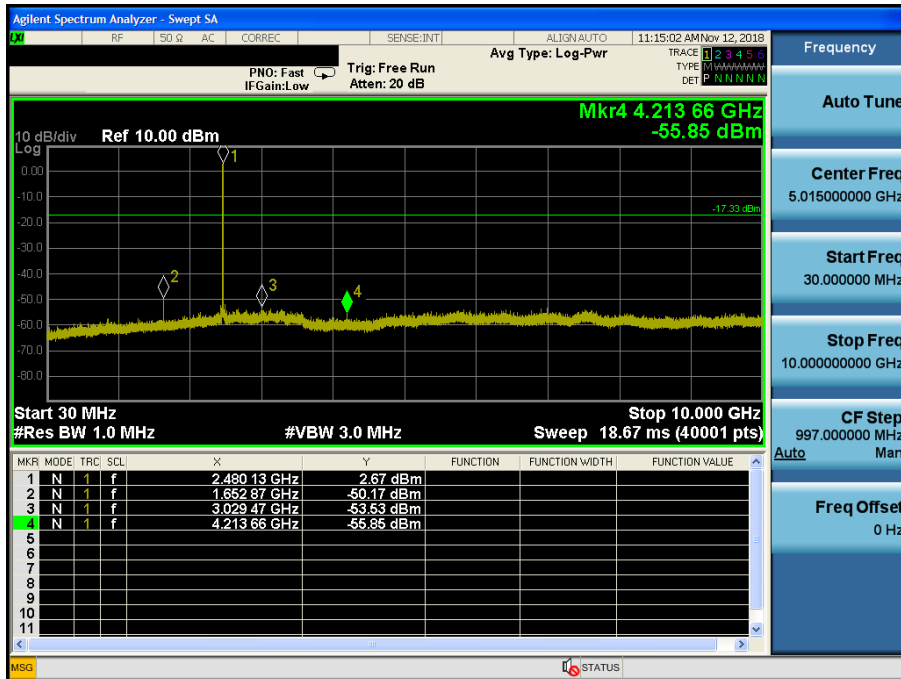 Agilent Spectrum Analyzer - Swept SA
LXI RF 50 Ω AC CORREC SENSE:INT ALIGN AUTO 11:15:02 AM Nov 12, 2018
PNO: Fast
IFGain:Low
Trig: Free Run
Atten: 20 dB
Avg Type: Log-Pwr
TRACE 1 2 3 4 5 6
TYPE MWWWWW
DET P N N N N N
Mkr4 4.213 66 GHz
-55.85 dBm
10 dB/div
Log
Ref 10.00 dBm
0.00
-10.0
-20.0
-30.0
-40.0
-50.0
-60.0
-70.0
-80.0
1
2
3
4
-17.33 dBm
Start 30 MHz Stop 10.000 GHz
#Res BW 1.0 MHz #VBW 3.0 MHz Sweep 18.67 ms (40001 pts)
MKR MODE TRC SCL X Y FUNCTION FUNCTION WIDTH FUNCTION VALUE
1 N 1 f 2.480 13 GHz 2.67 dBm
2 N 1 f 1.652 87 GHz -50.17 dBm
3 N 1 f 3.029 47 GHz -53.53 dBm
4 N 1 f 4.213 66 GHz -55.85 dBm
5
6
7
8
9
10
11
MSG STATUS
Frequency
Auto Tune
Center Freq
5.015000000 GHz
Start Freq
30.000000 MHz
Stop Freq
10.000000000 GHz
CF Step
997.000000 MHz
Auto Man
Freq Offset
0 Hz